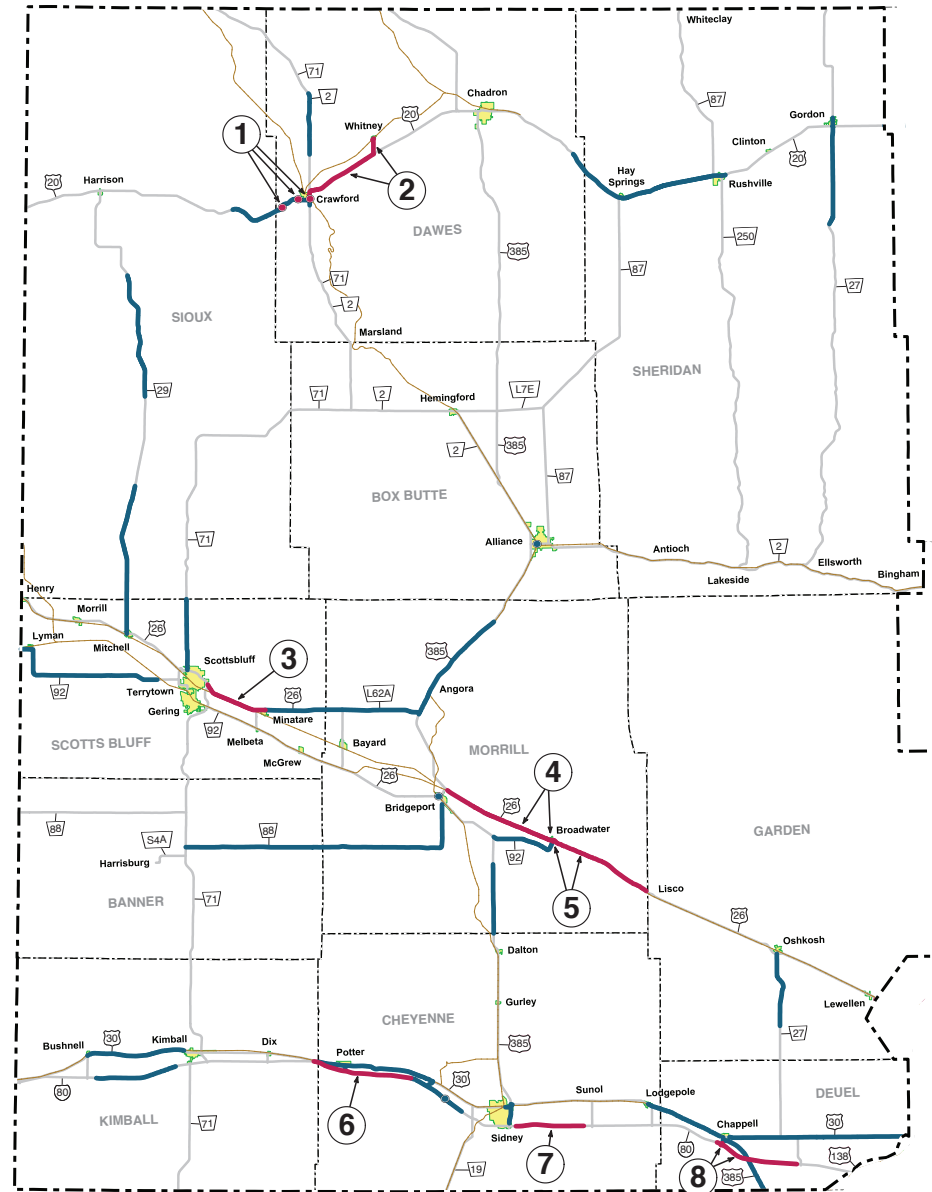 Whiteclay
71
2
Chadron
20
87
Gordon
Whitney
1
Clinton
20
2
Hay
Springs
Rushville
20
Harrison
Crawford
DAWES
250
385
87
71
27
2
SIOUX
Marsland
SHERIDAN
29
71
2
L7E
Hemingford
385
2
87
BOX BUTTE
71
Alliance
Antioch
2
Lakeside
Ellsworth
Bingham
Henry
Morrill
26
Lyman
Mitchell
385
Scottsbluff
3
92
Terrytown
26
L62A
Angora
Gering
Minatare
92
SCOTTS BLUFF
Melbeta
Bayard
MORRILL
McGrew
26
4
Bridgeport
26
88
88
Broadwater
GARDEN
S4A
92
Harrisburg
Lisco
71
5
BANNER
26
Oshkosh
Dalton
Lewellen
Gurley
CHEYENNE
27
Bushnell
30
Kimball
Dix
Potter
385
30
80
Sunol
Lodgepole
DEUEL
KIMBALL
71
6
Sidney
Chappell
30
80
7
138
19
8
385